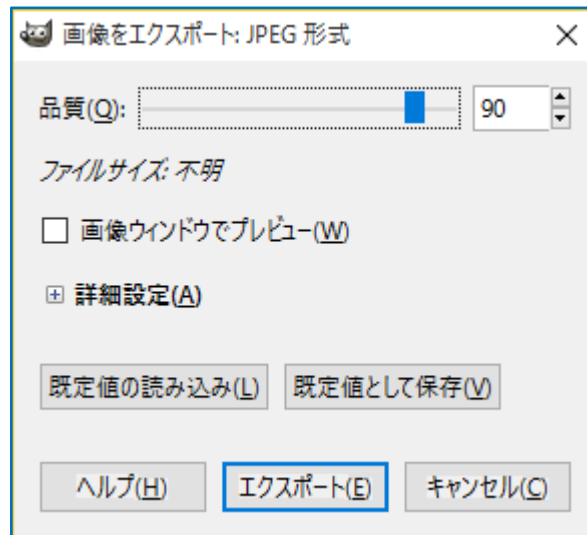 画像をエクスポート: JPEG 形式
品質(Q): 90
ファイルサイズ: 不明
画像ウィンドウでプレビュー(W)
詳細設定(A)
既定値の読み込み(L) 既定値として保存(V)
ヘルプ(H) エクスポート(E) キャンセル(C)